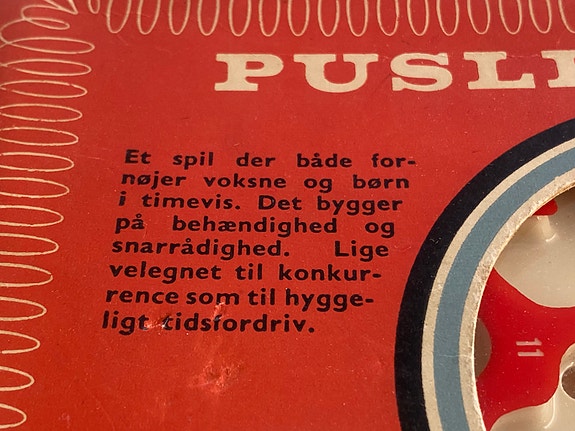 PUSLI
Et spil der både for-
nøjer voksne og børn
i timevis. Det bygger
på behændighed og
snarrådighed. Lige
velegnet til konkur-
rence som til hygge-
ligt tidsfordriv.
11